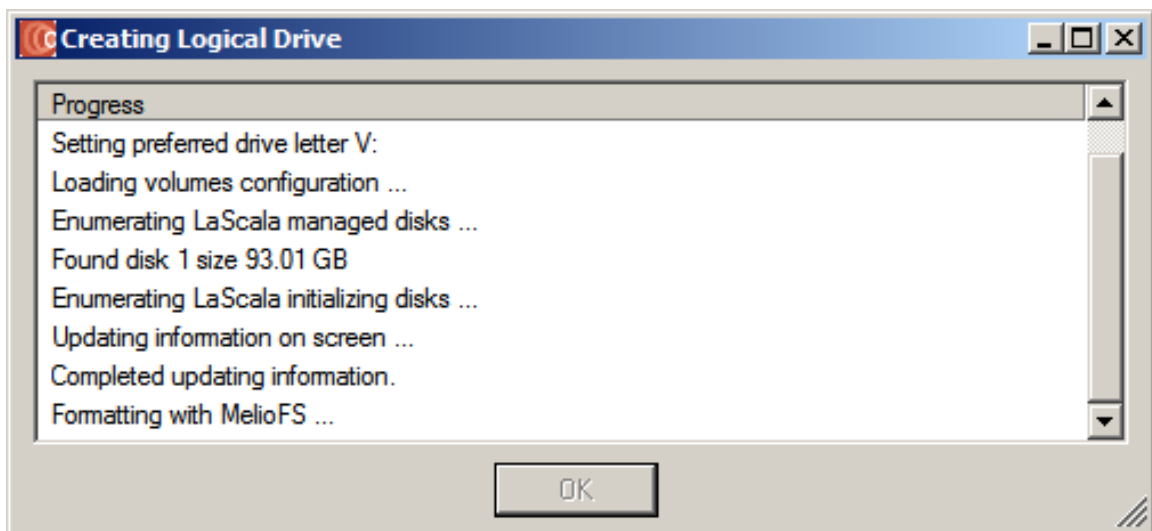 Creating Logical Drive
Progress
Setting preferred drive letter V:
Loading volumes configuration ...
Enumerating LaScala managed disks ...
Found disk 1 size 93.01 GB
Enumerating LaScala initializing disks ...
Updating information on screen ...
Completed updating information.
Formatting with MelioFS ...
OK